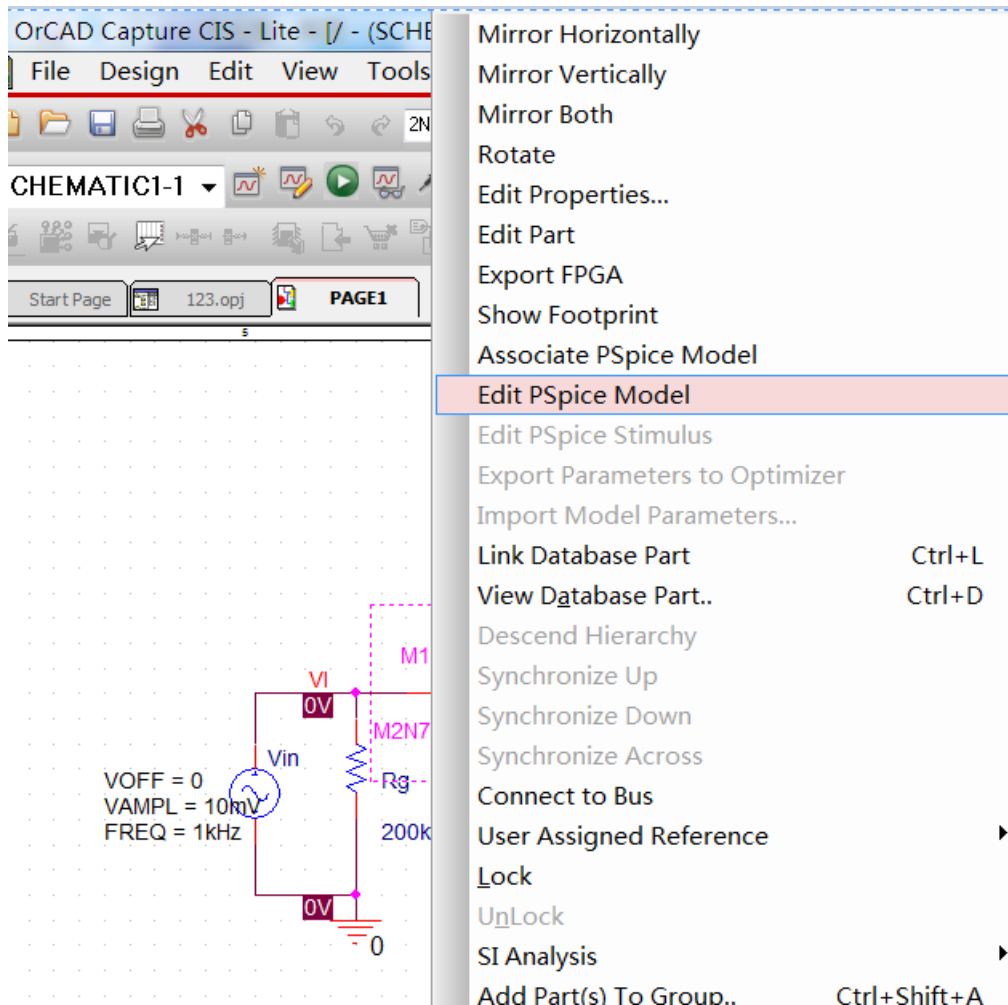 OrCAD Capture CIS - Lite - [/ - (SCHE
File Design Edit View Tools
2N
CHEMATIC1-1
Start Page 123.opj PAGE1
5
Mirror Horizontally
Mirror Vertically
Mirror Both
Rotate
Edit Properties...
Edit Part
Export FPGA
Show Footprint
Associate PSpice Model
Edit PSpice Model
Edit PSpice Stimulus
Export Parameters to Optimizer
Import Model Parameters...
Link Database Part Ctrl+L
View Database Part.. Ctrl+D
Descend Hierarchy
Synchronize Up
Synchronize Down
Synchronize Across
Connect to Bus
User Assigned Reference
Lock
UnLock
SI Analysis
Add Part(s) To Group.. Ctrl+Shift+A
M1
VI
0V
M2N7
Vin
VOFF = 0
VAMPL = 10mV
FREQ = 1kHz
Rg
200k
0V
0